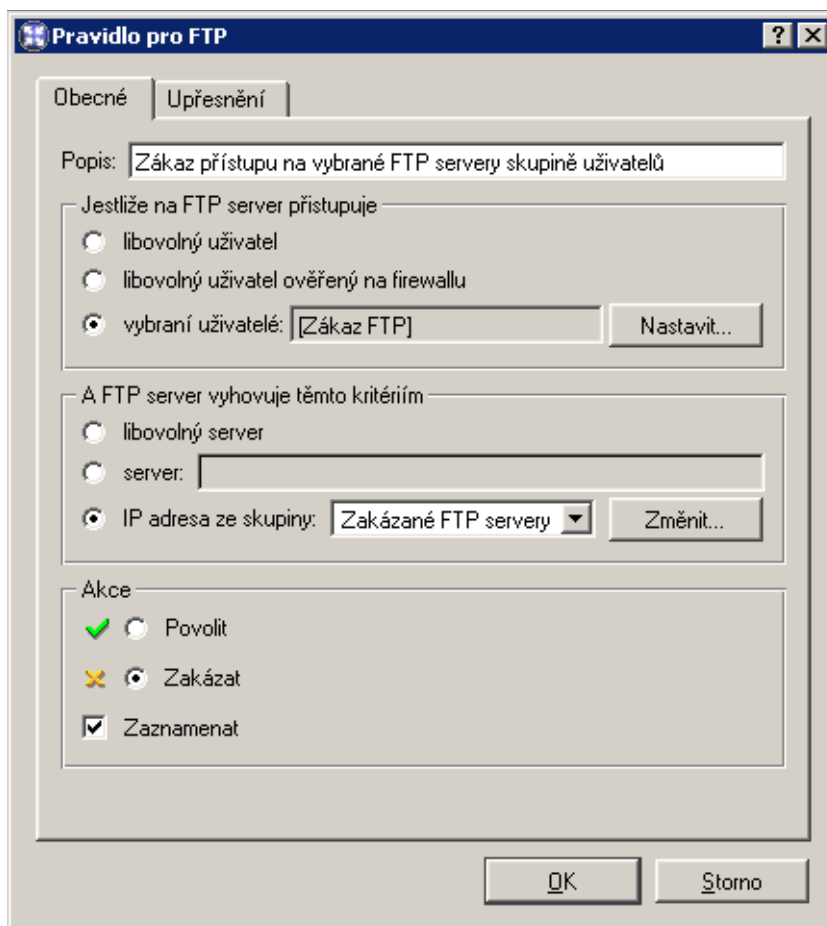 Pravidlo pro FTP
Obecné Upřesnění
Popis: Zákaz přístupu na vybrané FTP servery skupině uživatelů
Jestliže na FTP server přistupuje
libovolný uživatel
libovolný uživatel ověřený na firewallu
vybraní uživatelé: [Zákaz FTP] Nastavit...
A FTP server vyhovuje těmto kritériím
libovolný server
server:
IP adresa ze skupiny: Zakázané FTP servery Změnit...
Akce
Povolit
Zakázat
Zaznamenat
OK Storno